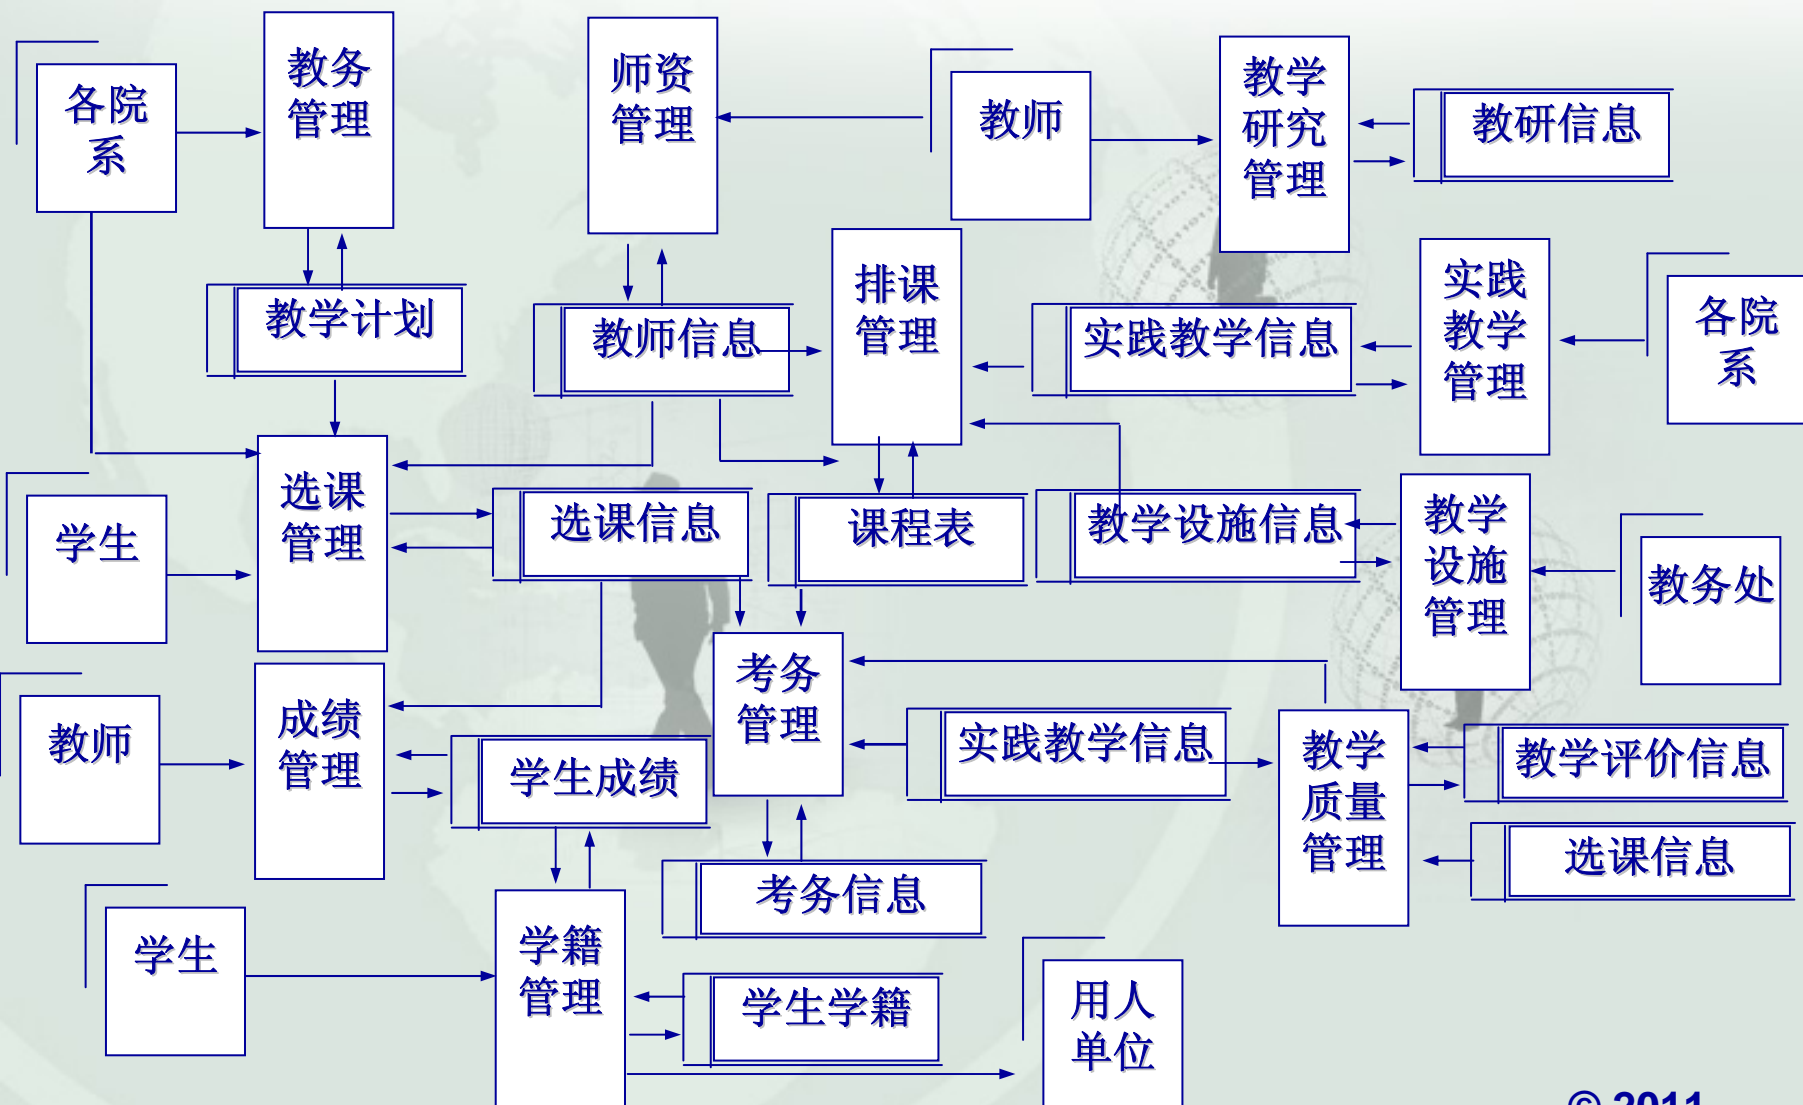 各院
系
教务
管理
师资
管理
教师
教学
研究
管理
教研信息
教学计划
教师信息
排课
管理
实践教学信息
实践
教学
管理
各院
系
学生
选课
管理
选课信息
课程表
教学设施信息
教学
设施
管理
教务处
教师
成绩
管理
学生成绩
考务
管理
实践教学信息
教学
质量
管理
教学评价信息
选课信息
考务信息
学生
学籍
管理
学生学籍
用人
单位
© 2011